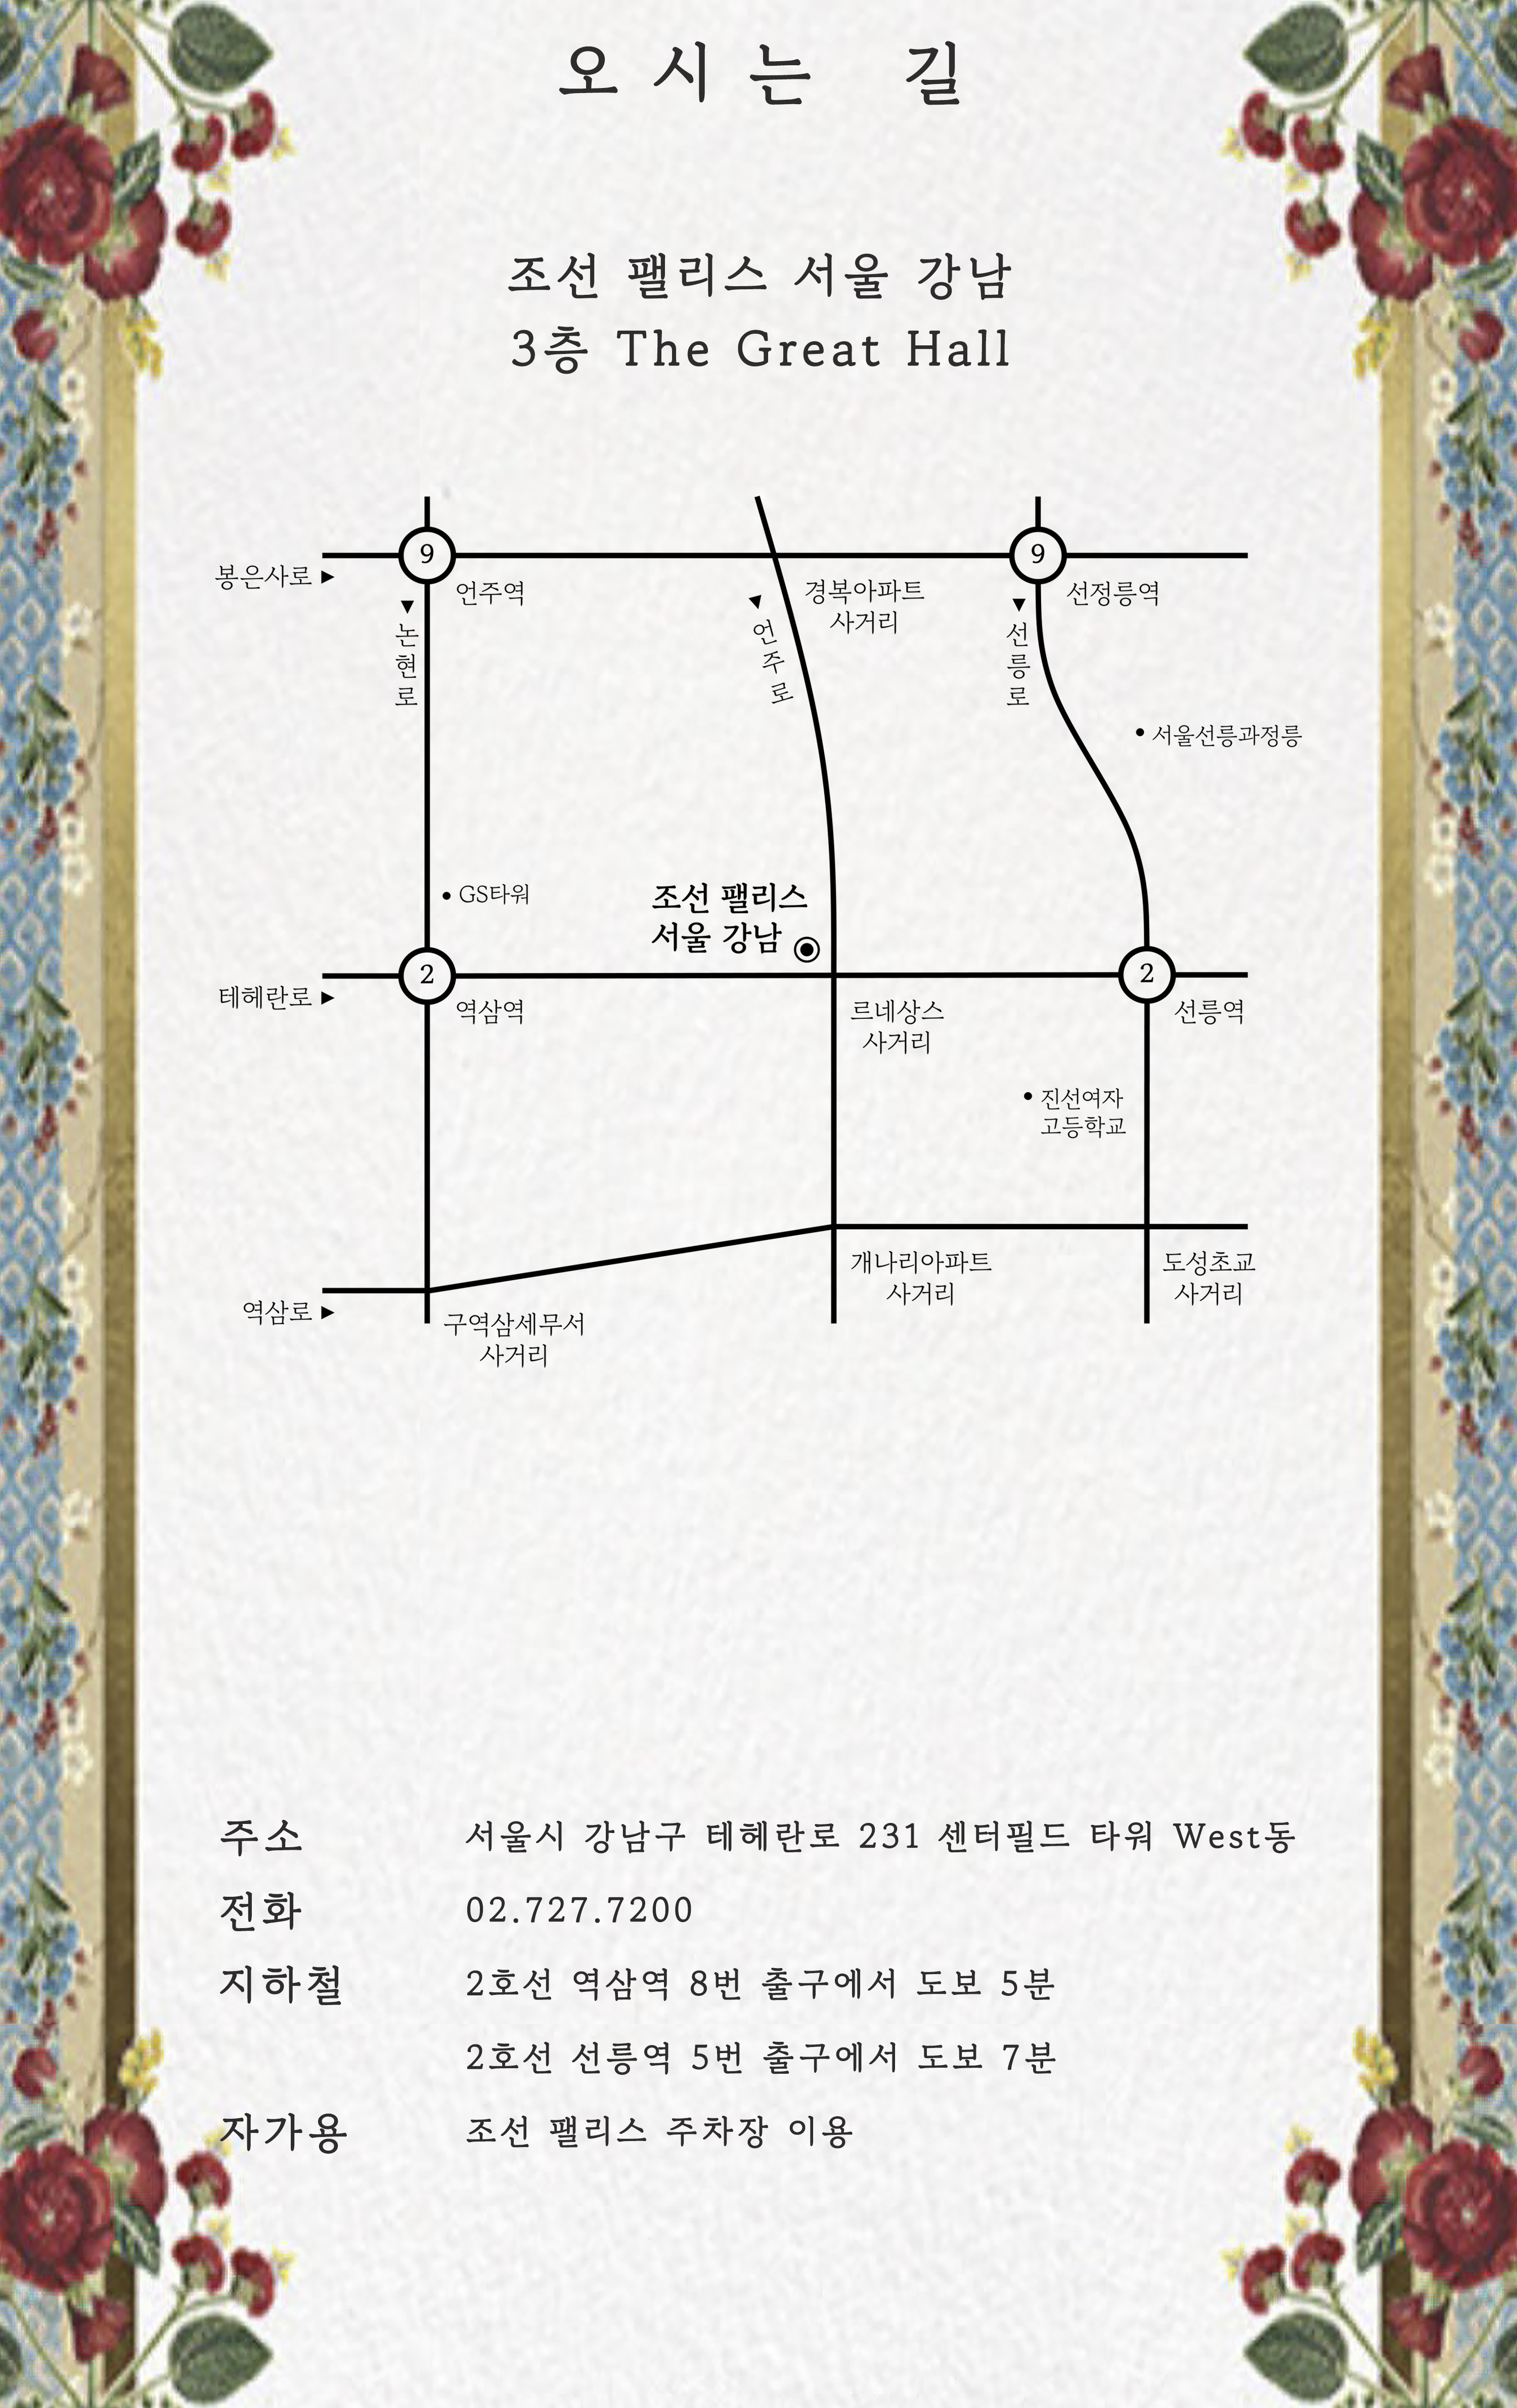 오시는 길
조선 팰리스 서울 강남
3층 The Great Hall
9
9
봉은사로 ▶
언주역
경복아파트
사거리
선정릉역
▼
논
현
로
▼
언
주
로
▼
선
릉
로
• 서울선릉과정릉
• GS타워
조선 팰리스
서울 강남
2
2
테헤란로 ▶
역삼역
르네상스
사거리
선릉역
• 진선여자
고등학교
개나리아파트
사거리
도성초교
사거리
역삼로 ▶
구역삼세무서
사거리
주소 서울시 강남구 테헤란로 231 센터필드 타워 West동
전화 02.727.7200
지하철 2호선 역삼역 8번 출구에서 도보 5분
2호선 선릉역 5번 출구에서 도보 7분
자가용 조선 팰리스 주차장 이용